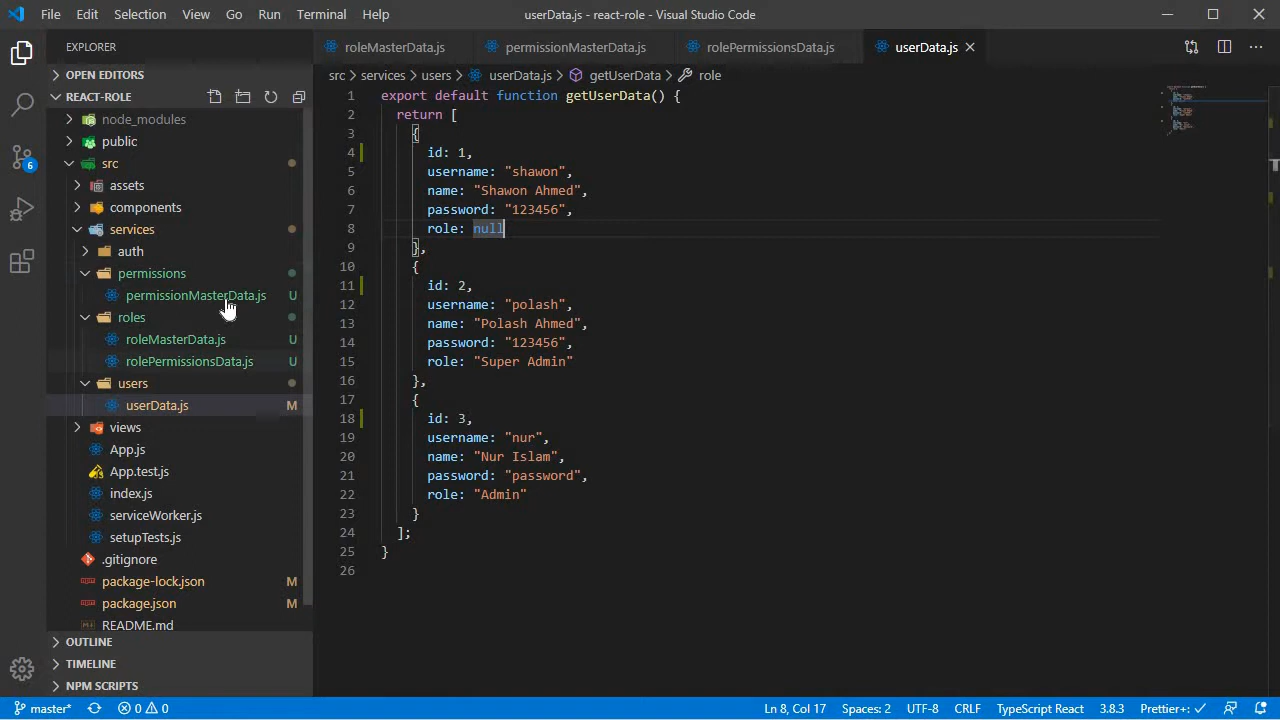 File Edit Selection View Go Run Terminal Help
userData.js - react-role - Visual Studio Code
EXPLORER
OPEN EDITORS
REACT-ROLE
node_modules
public
src
assets
components
services
auth
permissions
permissionMasterData.js U
roles
roleMasterData.js U
rolePermissionsData.js U
users
userData.js M
views
App.js
App.test.js
index.js
serviceWorker.js
setupTests.js
.gitignore
package-lock.json M
package.json M
README.md
OUTLINE
TIMELINE
NPM SCRIPTS
6
roleMasterData.js permissionMasterData.js rolePermissionsData.js userData.js
src > services > users > userData.js > getUserData > role
1 export default function getUserData() {
2 return [
3 {
4 id: 1,
5 username: "shawon",
6 name: "Shawon Ahmed",
7 password: "123456",
8 role: null
9 },
10 {
11 id: 2,
12 username: "polash",
13 name: "Polash Ahmed",
14 password: "123456",
15 role: "Super Admin"
16 },
17 {
18 id: 3,
19 username: "nur",
20 name: "Nur Islam",
21 password: "password",
22 role: "Admin"
23 }
24 ];
25 }
26
master* 0 0 Ln 8, Col 17 Spaces: 2 UTF-8 CRLF TypeScript React 3.8.3 Prettier+: ✓